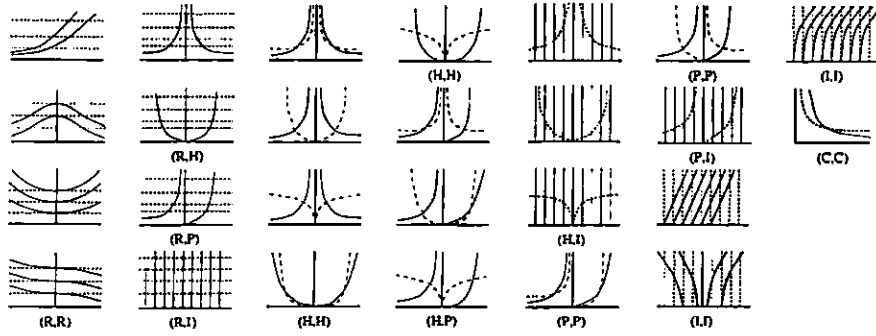 (H,H) (P,P) (I,I)
(R,H) (P,I) (C,C)
(R,P) (H,I)
(R,R) (R,I) (H,H) (H,P) (P,P) (I,I)